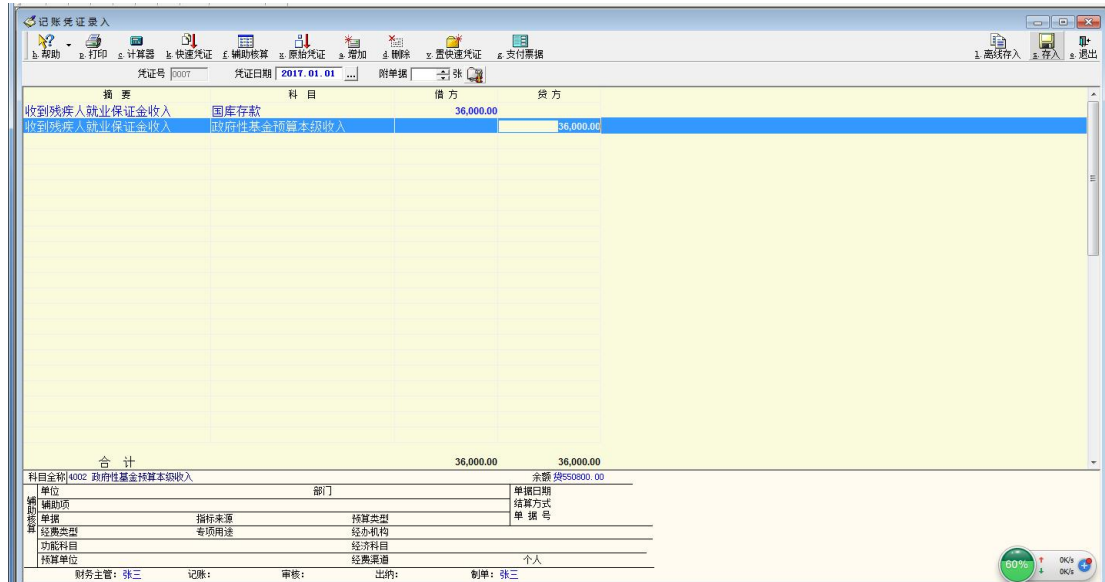 记账凭证录入
h.帮助 p.打印 c.计算器 k.快速凭证 f.辅助核算 x.原始凭证 a.增加 d.删除 v.置快速凭证 g.支付票据 l.离线存入 s.存入 e.退出
凭证号 0007 凭证日期 2017.01.01 ... 附单据 张
摘 要 科 目 借 方 贷 方
收到残疾人就业保证金收入 国库存款 36,000.00
收到残疾人就业保证金收入 政府性基金预算本级收入 36,000.00
合 计 36,000.00 36,000.00
科目全称 4002 政府性基金预算本级收入 余额 贷550800.00
辅助核算
单位 部门 单据日期
辅助项 结算方式
单据 指标来源 预算类型 单 据 号
经费类型 专项用途 经办机构
功能科目 经济科目
预算单位 经费渠道 个人
财务主管: 张三 记账: 审核: 出纳: 制单: 张三
60% 0K/s
0K/s